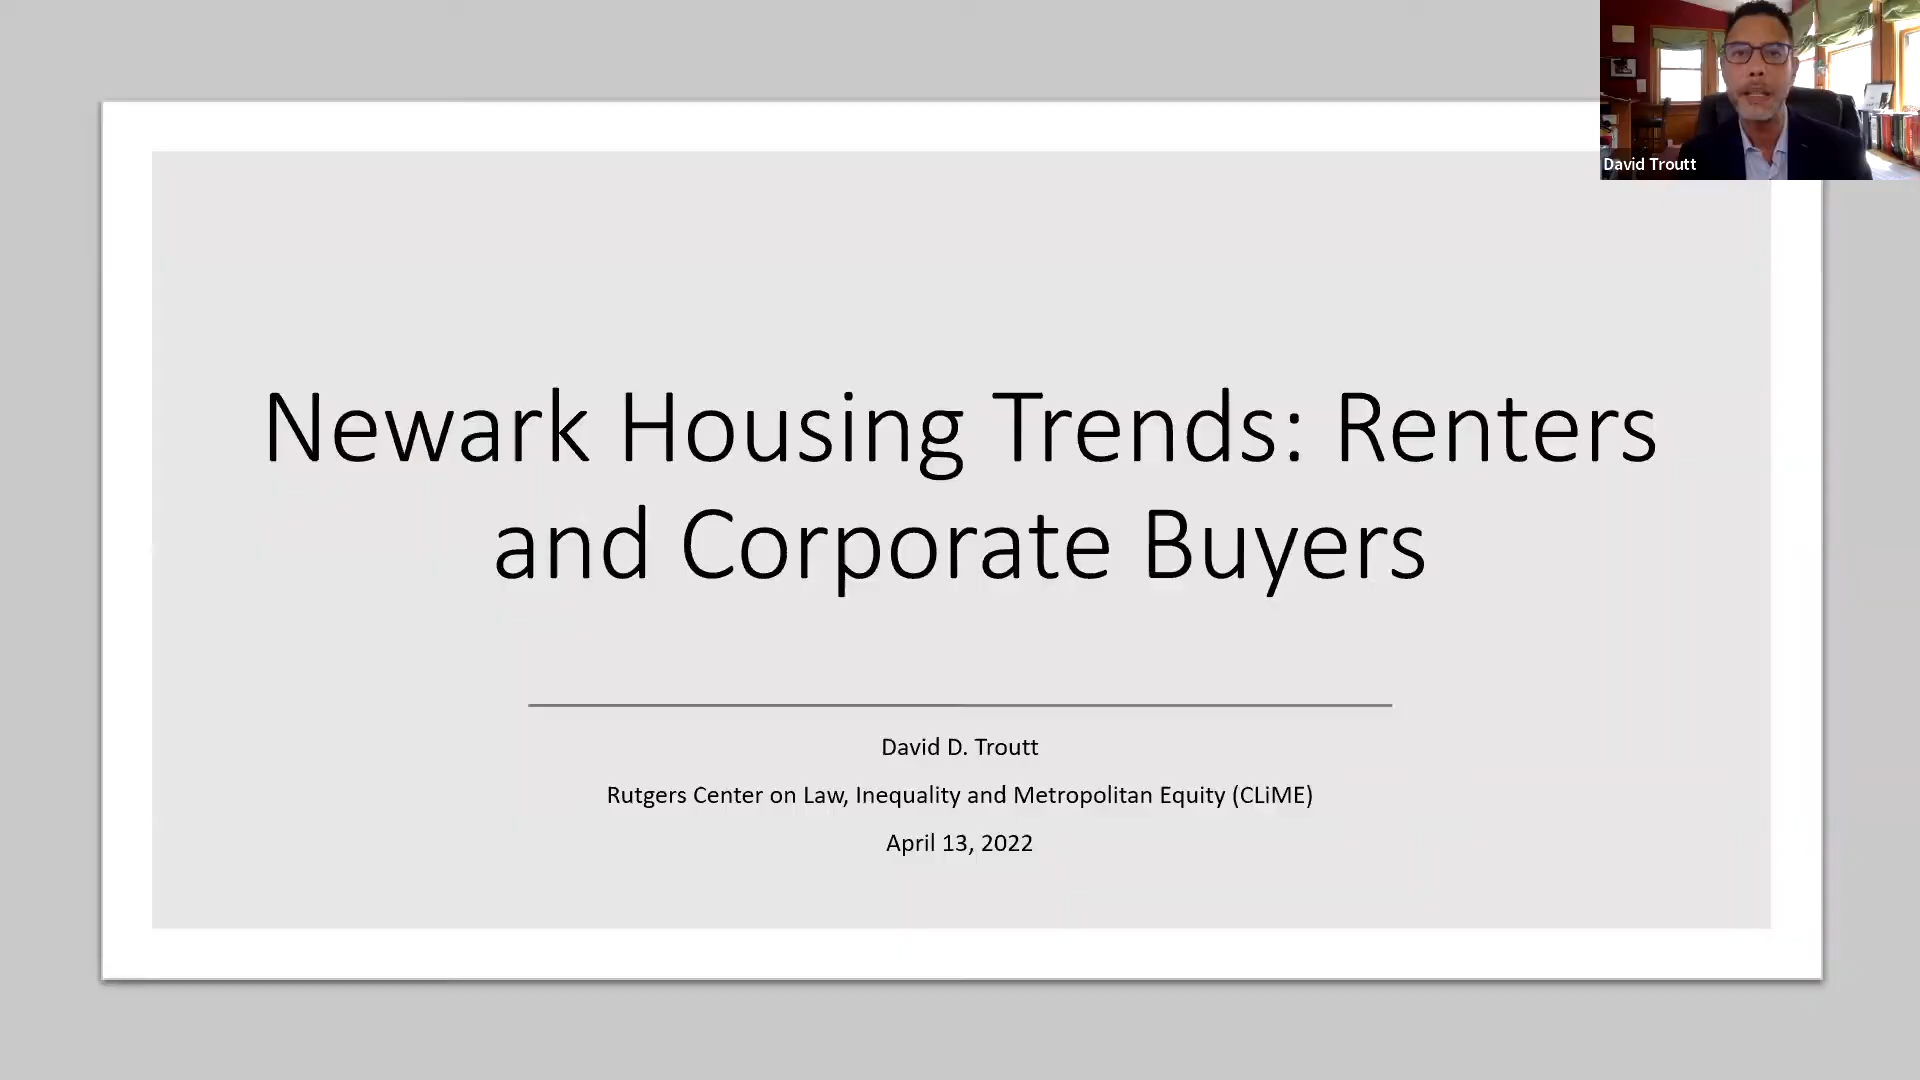 David Troutt
Newark Housing Trends: Renters
and Corporate Buyers
David D. Troutt
Rutgers Center on Law, Inequality and Metropolitan Equity (CLiME)
April 13, 2022